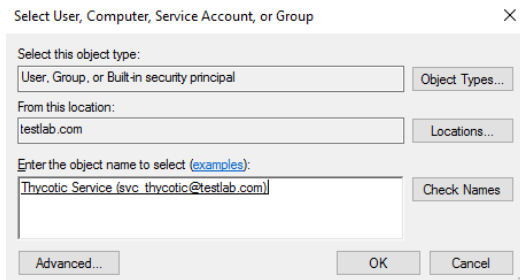 Select User, Computer, Service Account, or Group
Select this object type:
User, Group, or Built-in security principal
Object Types...
From this location:
testlab.com
Locations...
Enter the object name to select (examples):
Thycotic Service (svc_thycotic@testlab.com)
Check Names
Advanced...
OK
Cancel